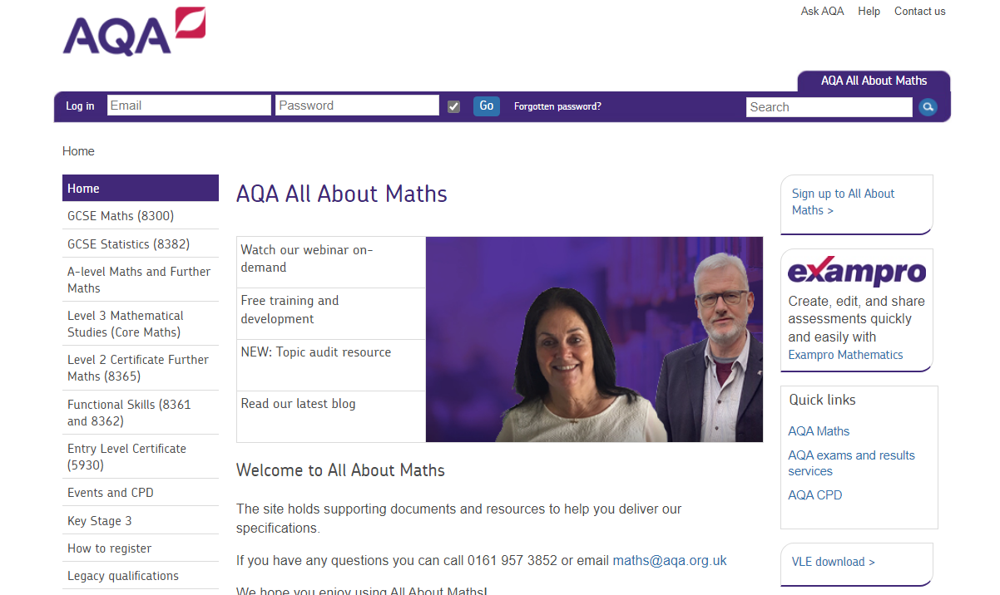 AQA
Ask AQA Help Contact us
AQA All About Maths
Log in Email Password Go Forgotten password? Search
Home
Home
GCSE Maths (8300)
GCSE Statistics (8382)
A-level Maths and Further
Maths
Level 3 Mathematical
Studies (Core Maths)
Level 2 Certificate Further
Maths (8365)
Functional Skills (8361
and 8362)
Entry Level Certificate
(5930)
Events and CPD
Key Stage 3
How to register
Legacy qualifications
AQA All About Maths
Watch our webinar on-
demand
Free training and
development
NEW: Topic audit resource
Read our latest blog
Welcome to All About Maths
The site holds supporting documents and resources to help you deliver our
specifications.
If you have any questions you can call 0161 957 3852 or email maths@aqa.org.uk
We hope you enjoy using All About Maths!
Sign up to All About
Maths >
exampro
Create, edit, and share
assessments quickly
and easily with
Exampro Mathematics
Quick links
AQA Maths
AQA exams and results
services
AQA CPD
VLE download >